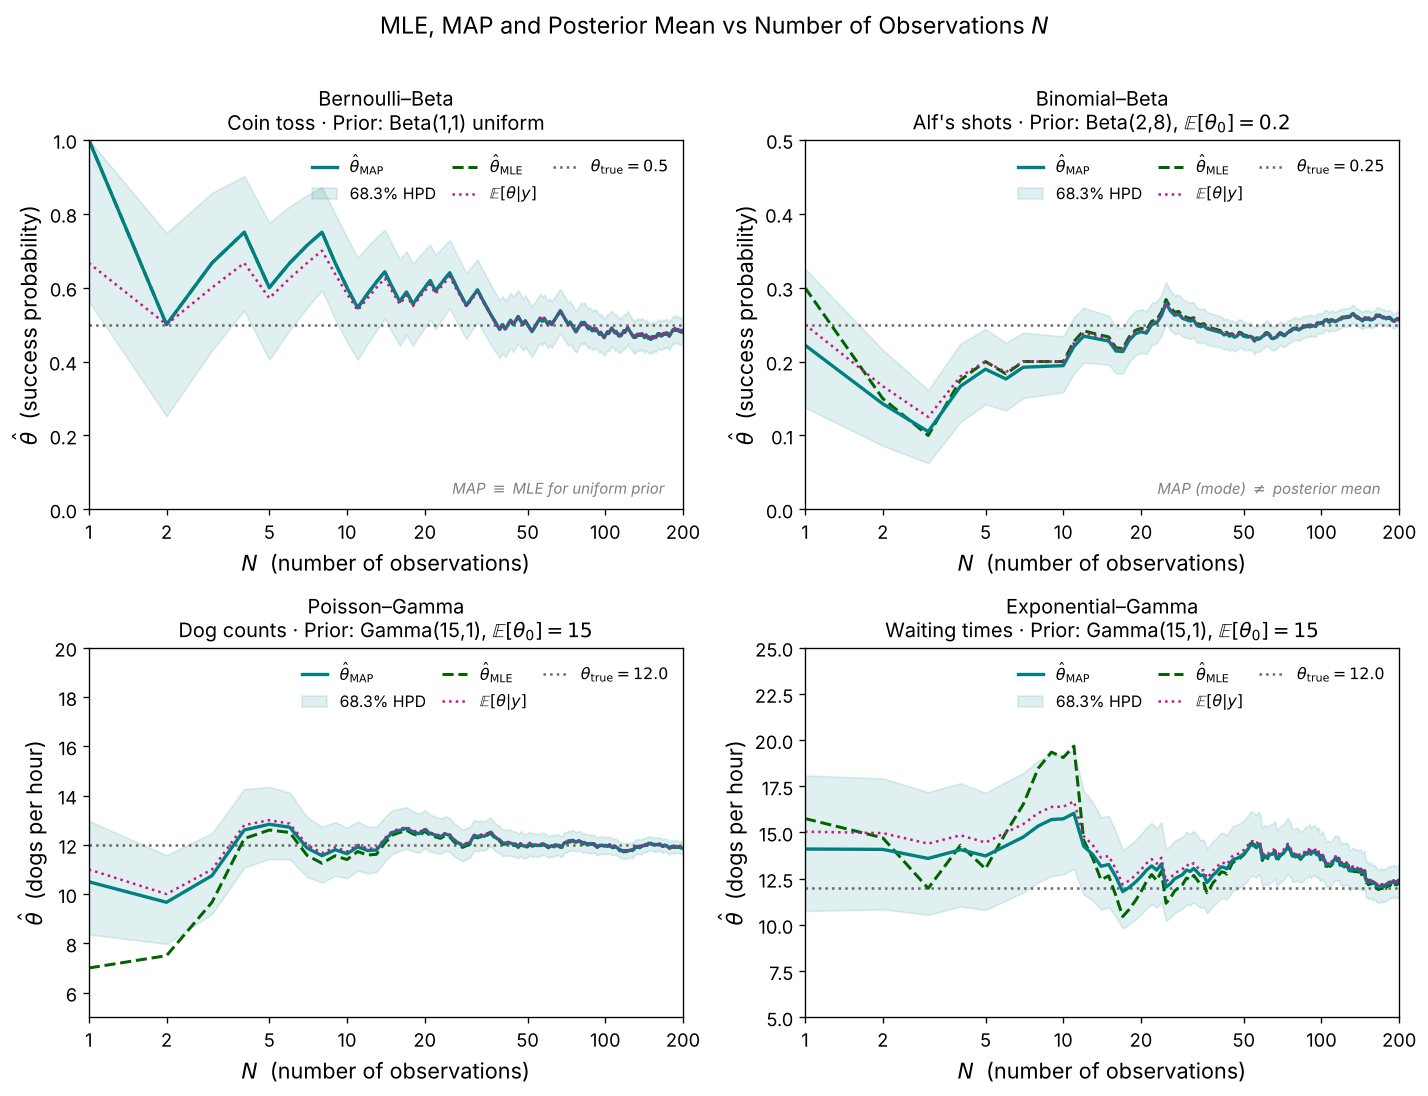 MLE, MAP and Posterior Mean vs Number of Observations N
Bernoulli–Beta
Coin toss · Prior: Beta(1,1) uniform
θ̂MAP
68.3% HPD
θ̂MLE
𝔼[θ|y]
θtrue = 0.5
1.0
0.8
0.6
0.4
0.2
0.0
θ̂ (success probability)
MAP ≡ MLE for uniform prior
1 2 5 10 20 50 100 200
N (number of observations)
Binomial–Beta
Alf's shots · Prior: Beta(2,8), 𝔼[θ0] = 0.2
θ̂MAP
68.3% HPD
θ̂MLE
𝔼[θ|y]
θtrue = 0.25
0.5
0.4
0.3
0.2
0.1
0.0
θ̂ (success probability)
MAP (mode) ≠ posterior mean
1 2 5 10 20 50 100 200
N (number of observations)
Poisson–Gamma
Dog counts · Prior: Gamma(15,1), 𝔼[θ0] = 15
θ̂MAP
68.3% HPD
θ̂MLE
𝔼[θ|y]
θtrue = 12.0
20
18
16
14
12
10
8
6
θ̂ (dogs per hour)
1 2 5 10 20 50 100 200
N (number of observations)
Exponential–Gamma
Waiting times · Prior: Gamma(15,1), 𝔼[θ0] = 15
θ̂MAP
68.3% HPD
θ̂MLE
𝔼[θ|y]
θtrue = 12.0
25.0
22.5
20.0
17.5
15.0
12.5
10.0
7.5
5.0
θ̂ (dogs per hour)
1 2 5 10 20 50 100 200
N (number of observations)